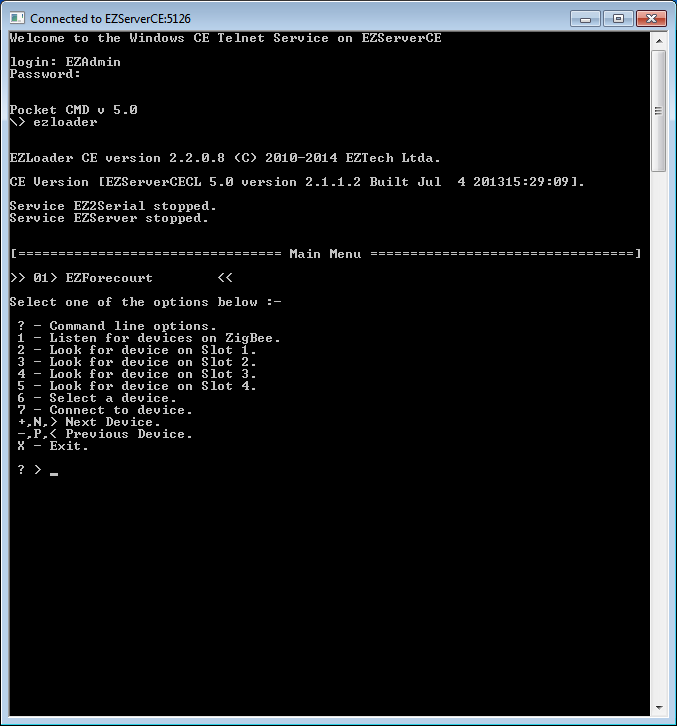 Connected to EZServerCE:5126
Welcome to the Windows CE Telnet Service on EZServerCE
login: EZAdmin
Password:
Pocket CMD v 5.0
\> ezloader
EZLoader CE version 2.2.0.8 (C) 2010-2014 EZTech Ltda.
CE Version [EZServerCECL 5.0 version 2.1.1.2 Built Jul  4 201315:29:09].
Service EZ2Serial stopped.
Service EZServer stopped.
[================================= Main Menu =================================]
>> 01> EZForecourt        <<
Select one of the options below :-
? - Command line options.
1 - Listen for devices on ZigBee.
2 - Look for device on Slot 1.
3 - Look for device on Slot 2.
4 - Look for device on Slot 3.
5 - Look for device on Slot 4.
6 - Select a device.
7 - Connect to device.
+,N,> Next Device.
-,P,< Previous Device.
X - Exit.
? > _